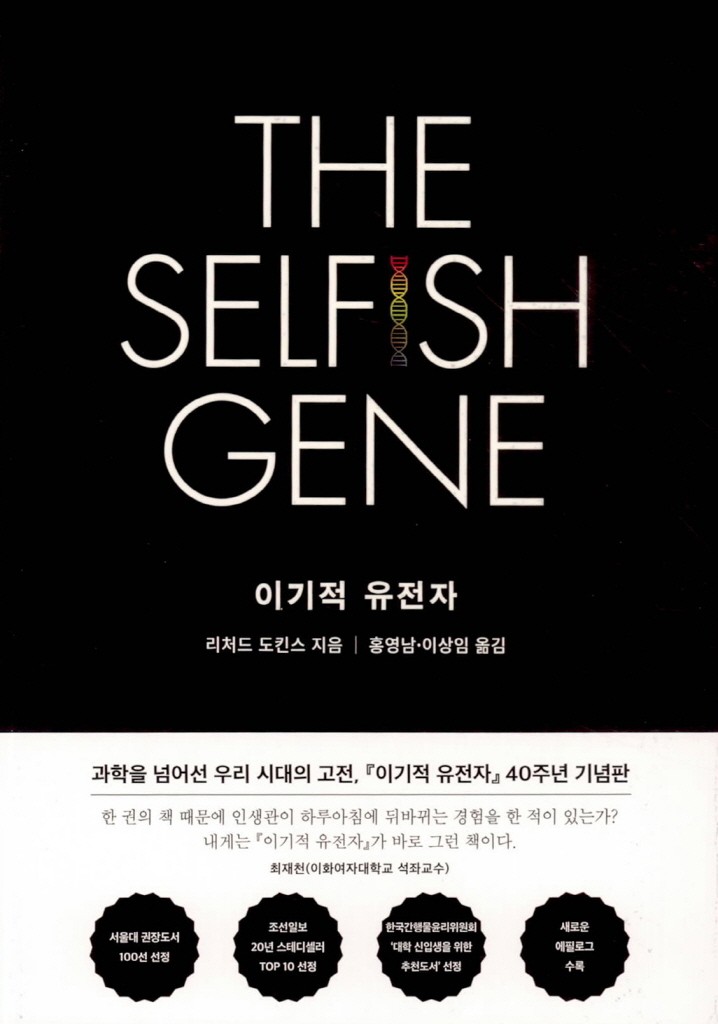 THE
SELFISH
GENE
이기적 유전자
리처드 도킨스 지음 | 홍영남·이상임 옮김
과학을 넘어선 우리 시대의 고전, 『이기적 유전자』 40주년 기념판
한 권의 책 때문에 인생관이 하루아침에 뒤바뀌는 경험을 한 적이 있는가?
내게는 『이기적 유전자』가 바로 그런 책이다.
최재천(이화여자대학교 석좌교수)
서울대 권장도서
100선 선정
조선일보
20년 스테디셀러
TOP 10 선정
한국간행물윤리위원회
'대학 신입생을 위한
추천도서' 선정
새로운
에필로그
수록